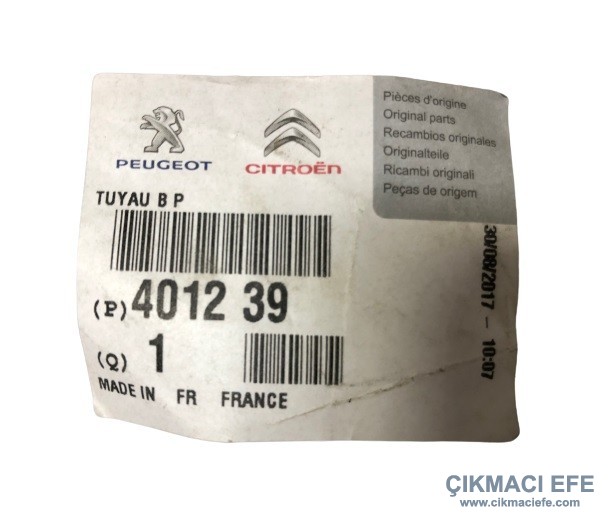 PEUGEOT
CITROËN
Pièces d'origine
Original parts
Recambios originales
Originalteile
Ricambi originali
Peças de origem
TUYAU B P
(P) 4012 39
(Q) 1
MADE IN FR FRANCE
30/08/2017 - 10:07
ÇIKMACI EFE
www.cikmaciefe.com